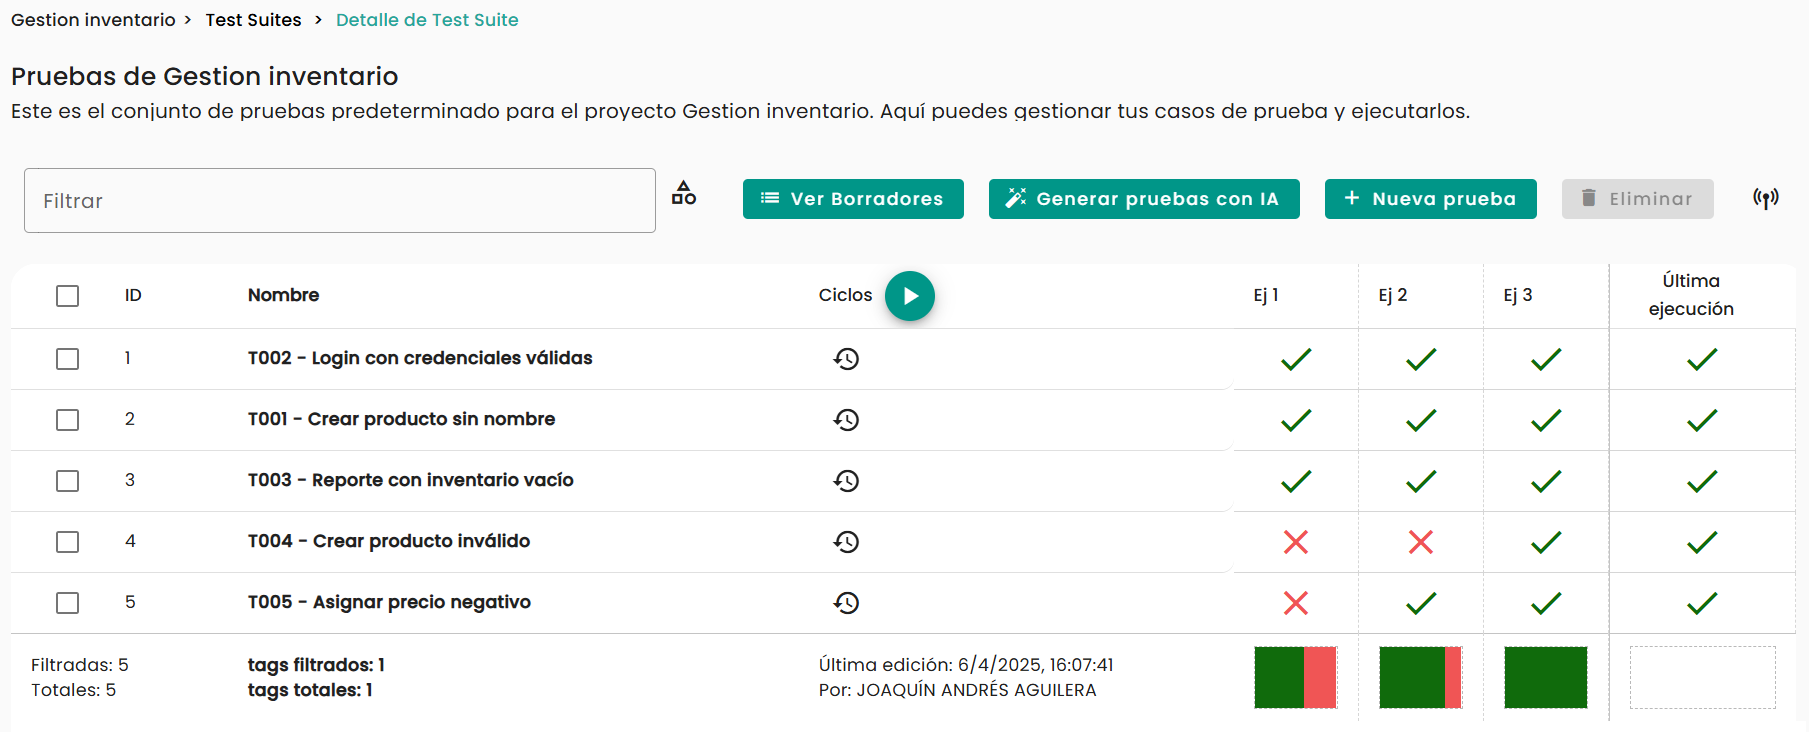 Gestion inventario > Test Suites > Detalle de Test Suite
Pruebas de Gestion inventario
Este es el conjunto de pruebas predeterminado para el proyecto Gestion inventario. Aquí puedes gestionar tus casos de prueba y ejecutarlos.
Filtrar
Ver Borradores
Generar pruebas con IA
+ Nueva prueba
Eliminar
ID Nombre Ciclos Ej 1 Ej 2 Ej 3 Última
ejecución
1 T002 - Login con credenciales válidas
2 T001 - Crear producto sin nombre
3 T003 - Reporte con inventario vacío
4 T004 - Crear producto inválido
5 T005 - Asignar precio negativo
Filtradas: 5 tags filtrados: 1 Última edición: 6/4/2025, 16:07:41
Totales: 5 tags totales: 1 Por: JOAQUÍN ANDRÉS AGUILERA